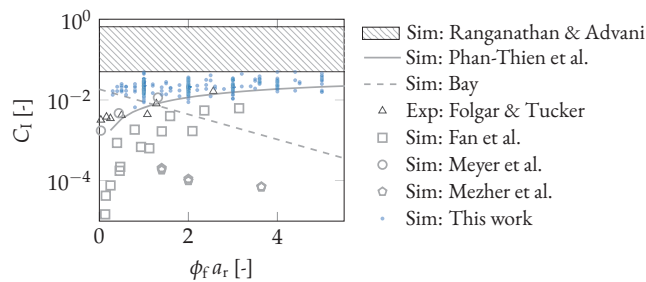 10⁰
10⁻²
10⁻⁴
C_I [-]
0
2
4
ϕ_f a_r [-]
Sim: Ranganathan & Advani
Sim: Phan-Thien et al.
Sim: Bay
Exp: Folgar & Tucker
Sim: Fan et al.
Sim: Meyer et al.
Sim: Mezher et al.
Sim: This work